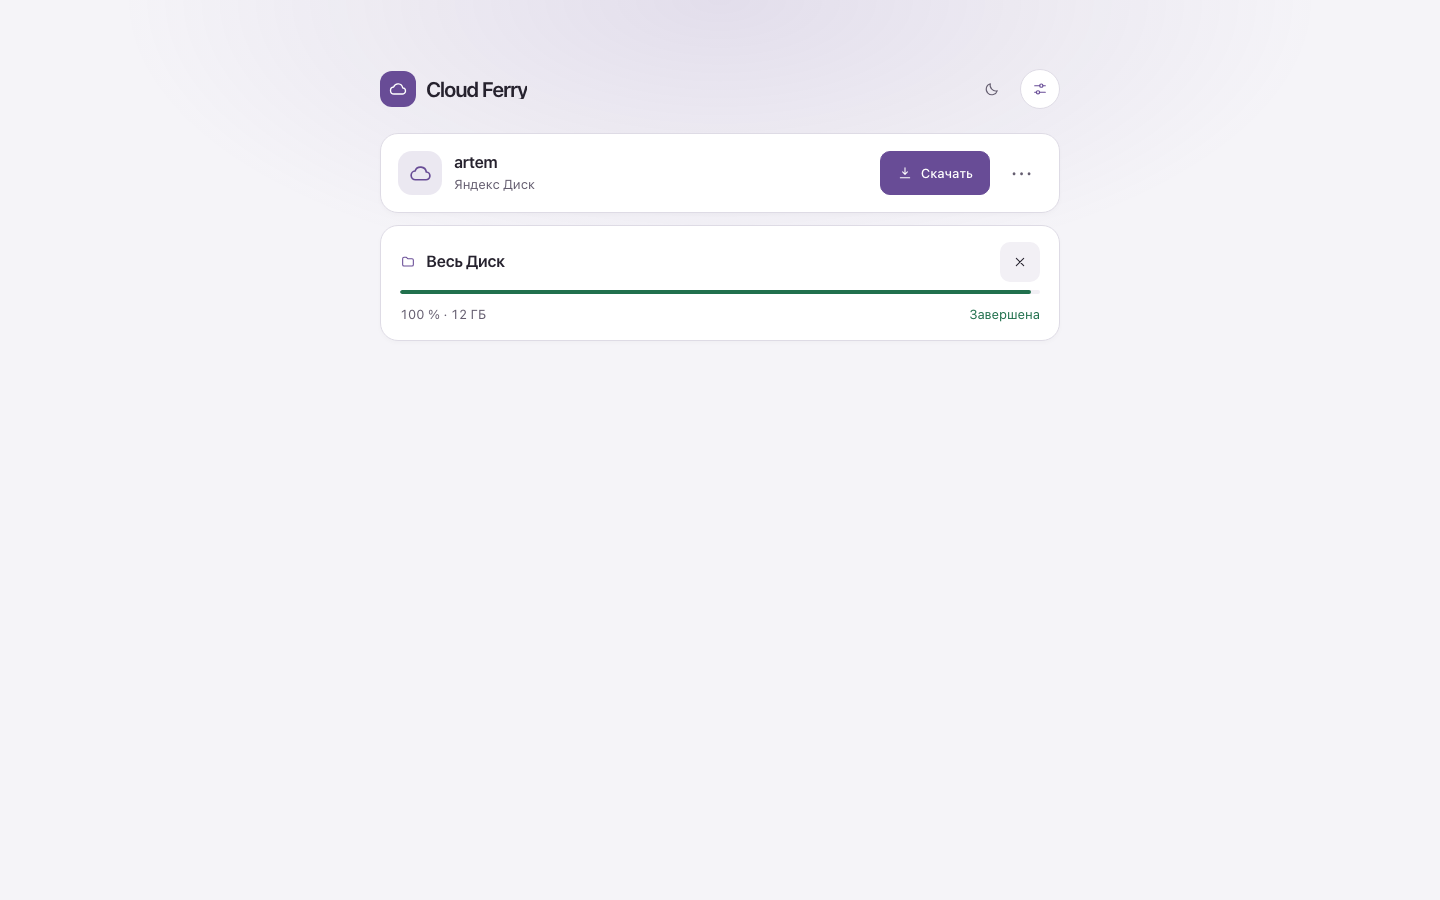 Cloud Ferry
artem
Яндекс Диск
Скачать
Весь Диск
100 % · 12 ГБ
Завершена